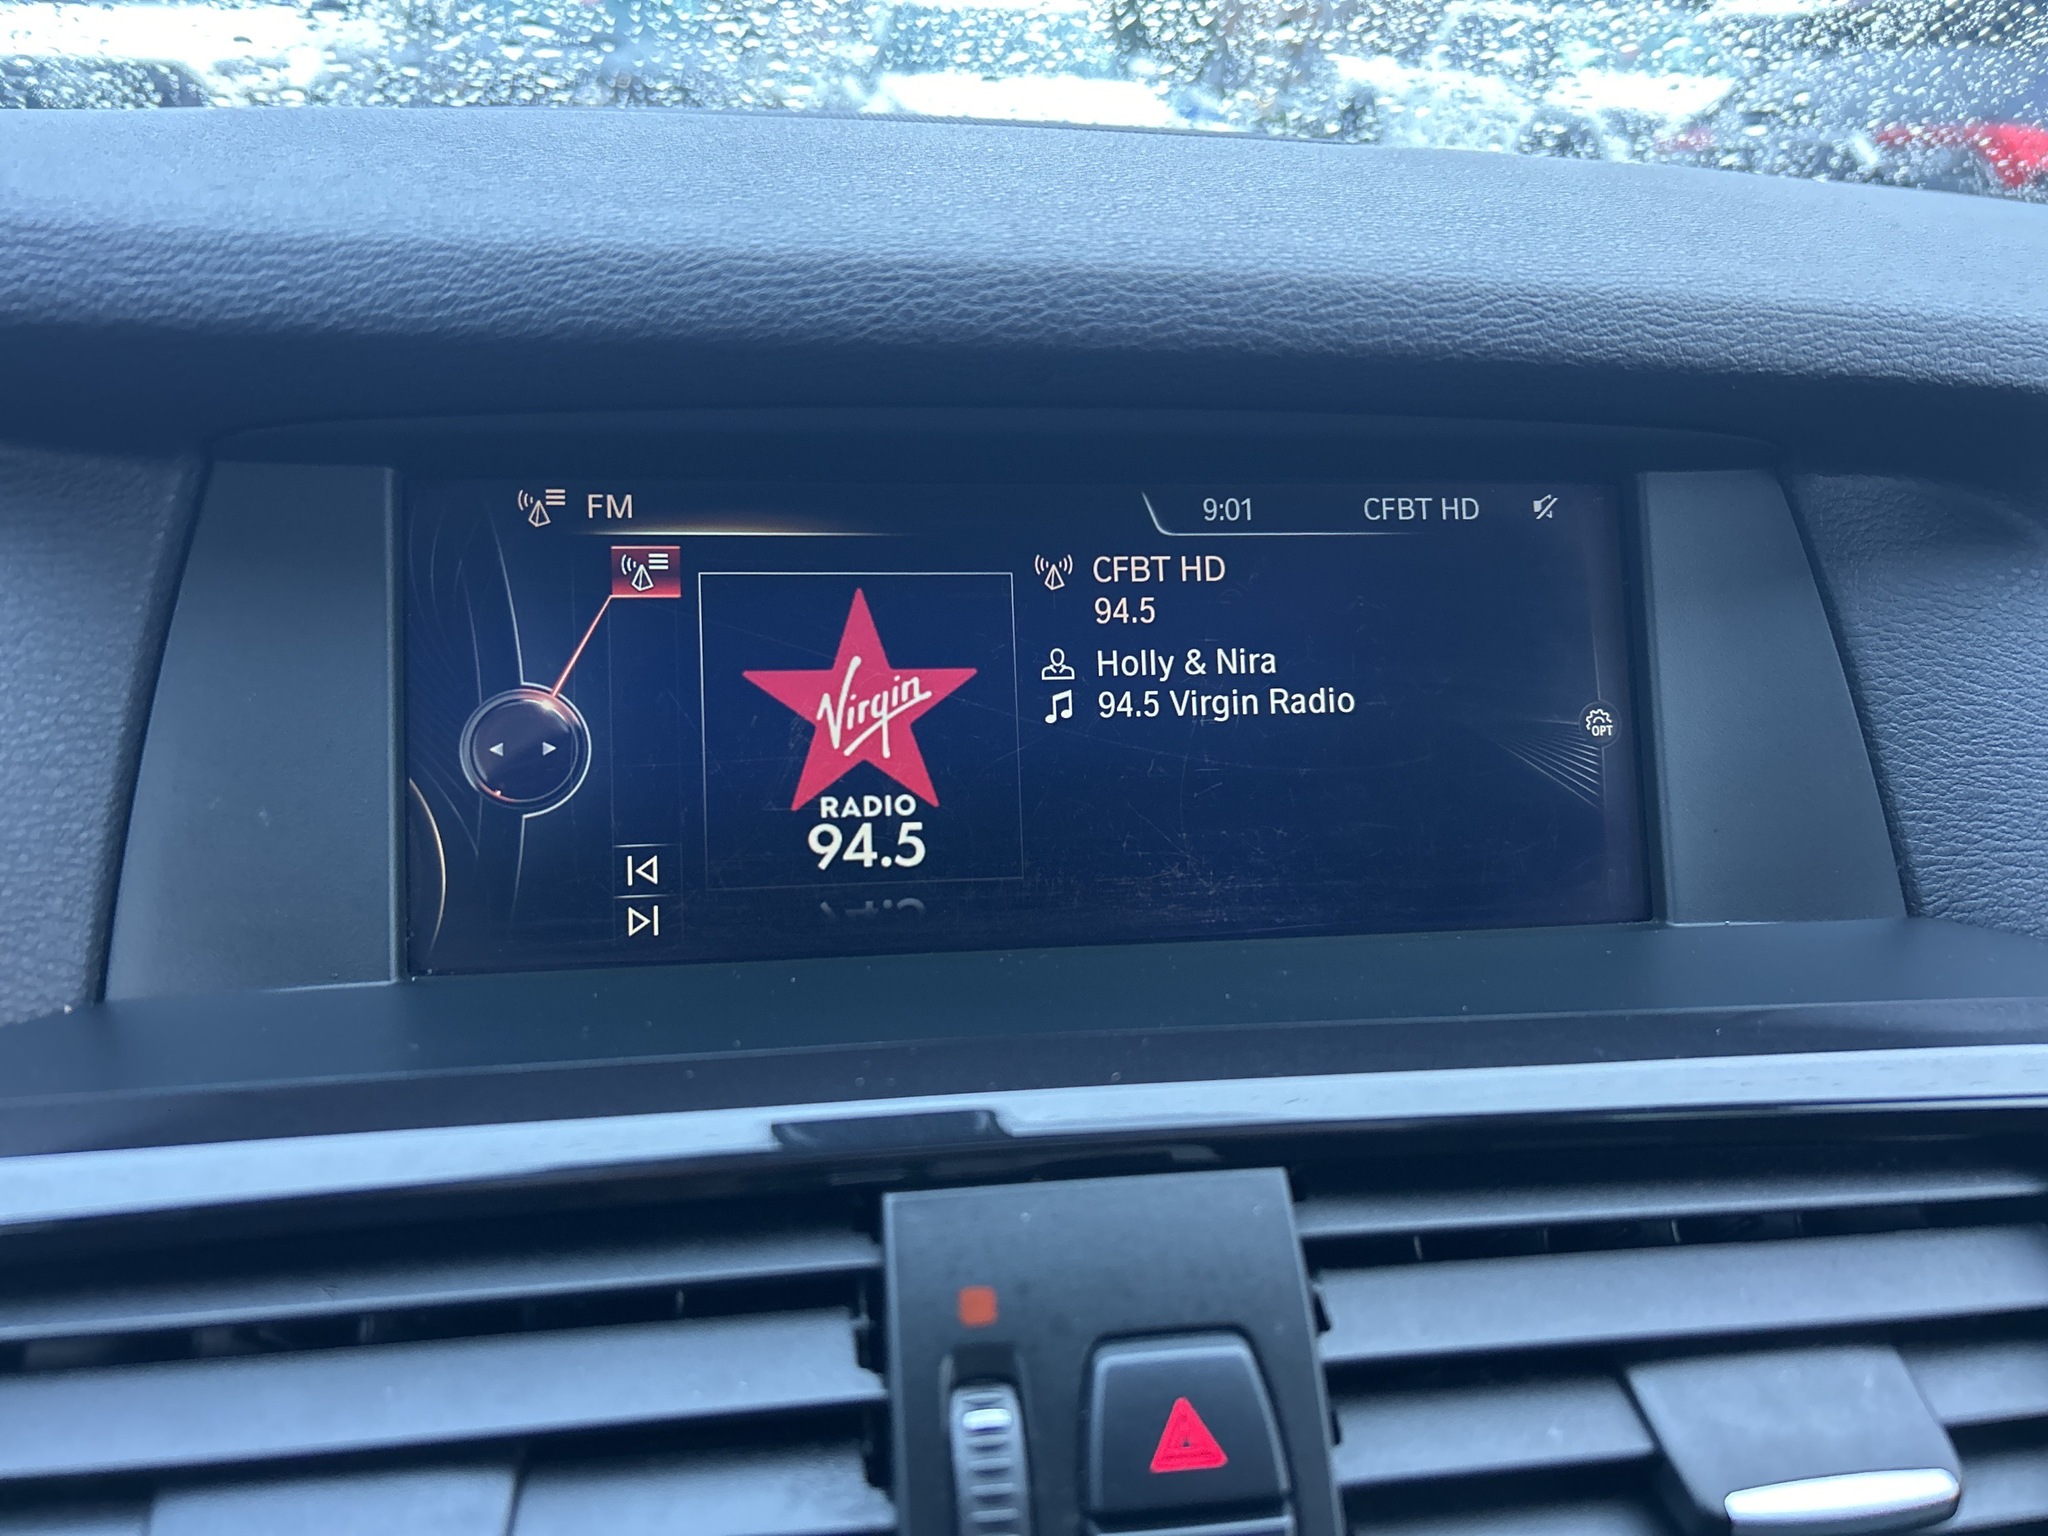 FM
9:01 CFBT HD
CFBT HD
94.5
Holly & Nira
94.5 Virgin Radio
Virgin
RADIO
94.5
OPT